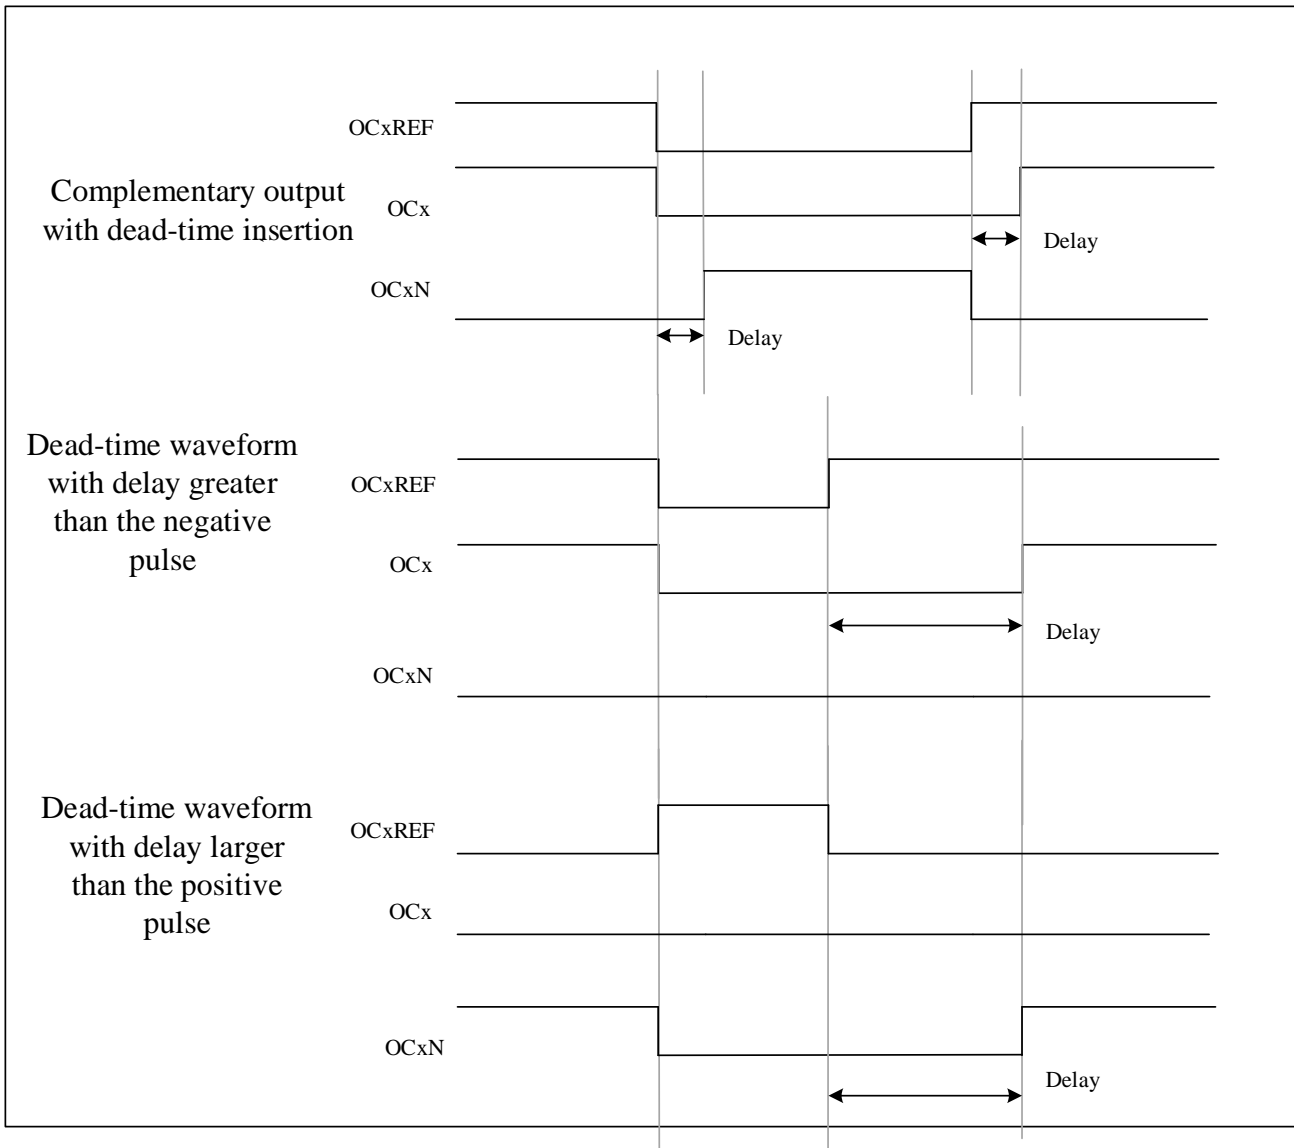 OCxREF
Complementary output
with dead-time insertion
OCx
Delay
OCxN
Delay
Dead-time waveform
with delay greater
than the negative
pulse
OCxREF
OCx
Delay
OCxN
Dead-time waveform
with delay larger
than the positive
pulse
OCxREF
OCx
OCxN
Delay